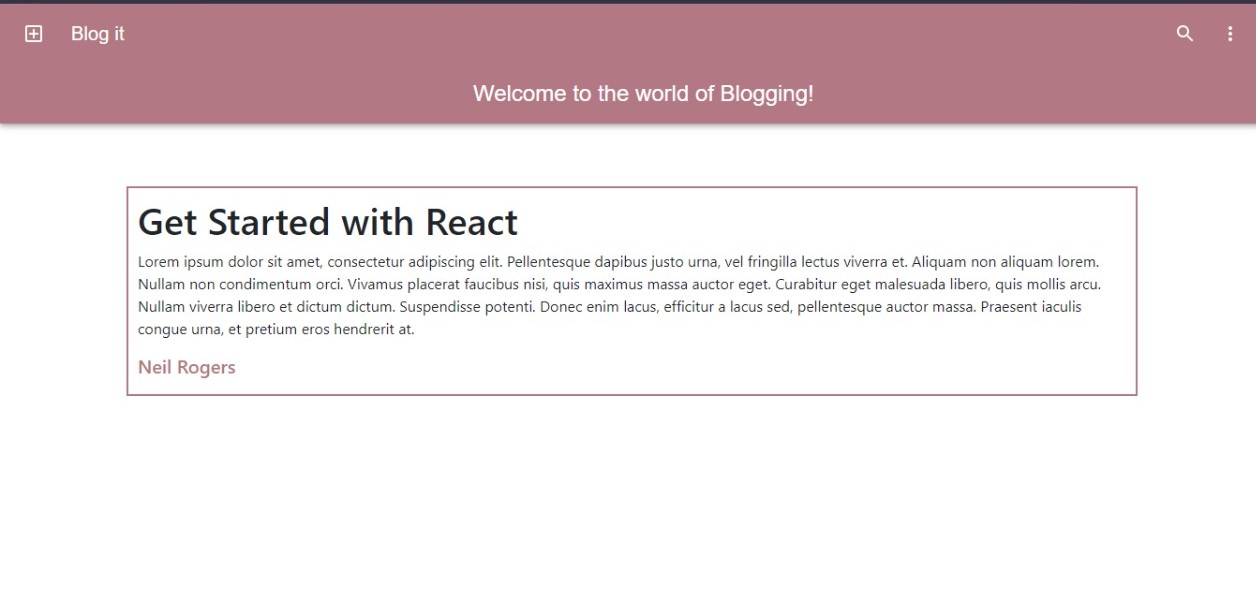 Blog it
Welcome to the world of Blogging!
Get Started with React
Lorem ipsum dolor sit amet, consectetur adipiscing elit. Pellentesque dapibus justo urna, vel fringilla lectus viverra et. Aliquam non aliquam lorem.
Nullam non condimentum orci. Vivamus placerat faucibus nisi, quis maximus massa auctor eget. Curabitur eget malesuada libero, quis mollis arcu.
Nullam viverra libero et dictum dictum. Suspendisse potenti. Donec enim lacus, efficitur a lacus sed, pellentesque auctor massa. Praesent iaculis
congue urna, et pretium eros hendrerit at.
Neil Rogers